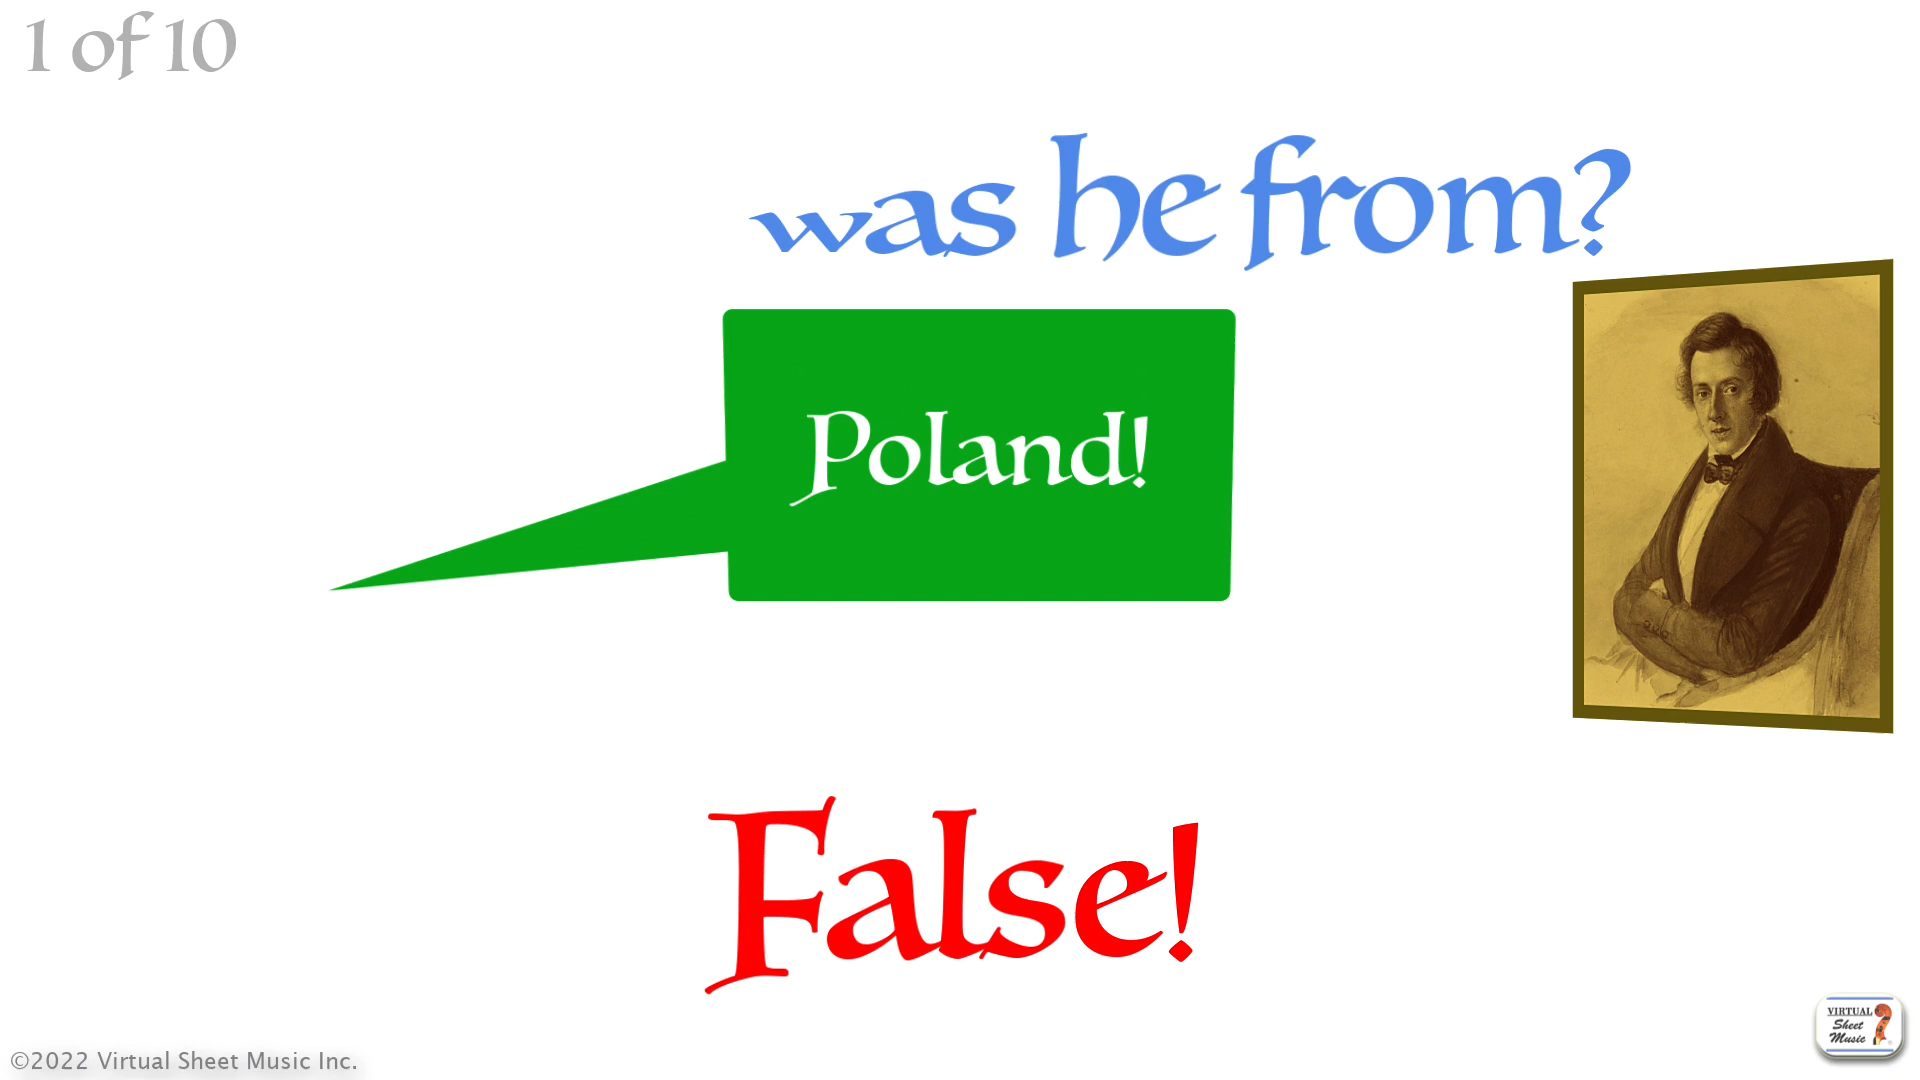 1 of 10
was he from?
Poland!
False!
VIRTUAL
Sheet
Music
©2022 Virtual Sheet Music Inc.